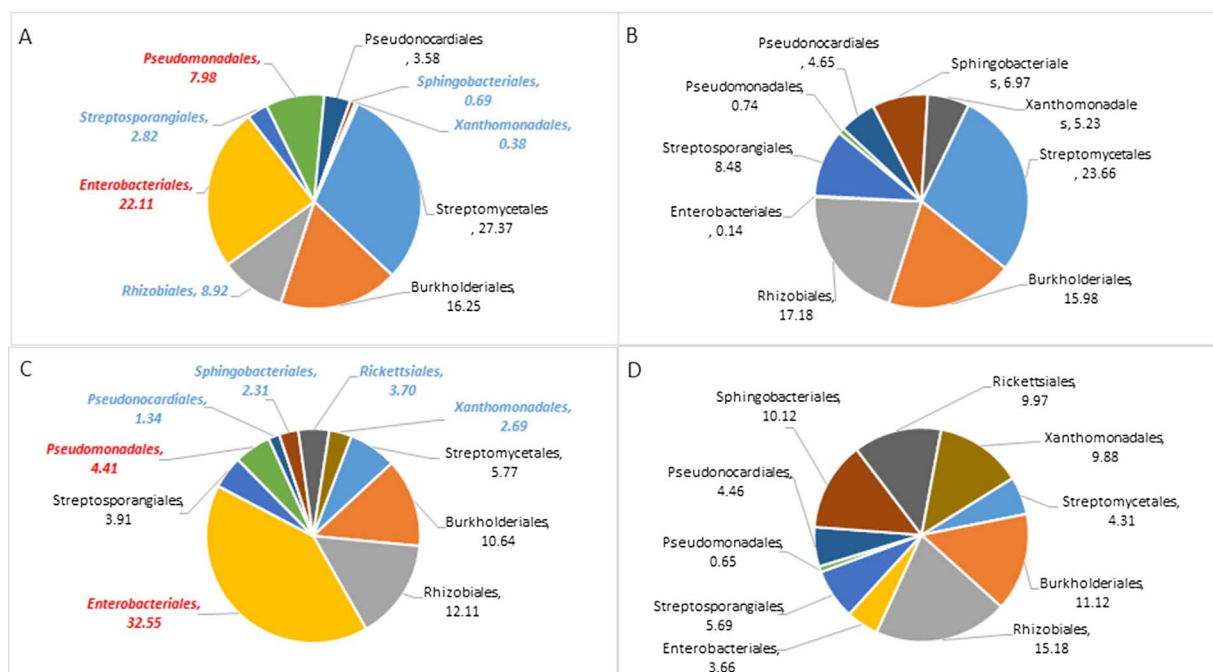 A
Pseudomonadales,
7.98
Pseudonocardiales
, 3.58
Sphingobacteriales,
0.69
Streptosporangiales,
2.82
Xanthomonadales,
0.38
Enterobacteriales,
22.11
Streptomycetales
, 27.37
Rhizobiales, 8.92
Burkholderiales,
16.25
B
Pseudonocardiales
, 4.65
Sphingobacteriale
s, 6.97
Pseudomonadales,
0.74
Xanthomonadale
s, 5.23
Streptosporangiales,
8.48
Streptomycetales
, 23.66
Enterobacteriales
, 0.14
Rhizobiales,
17.18
Burkholderiales,
15.98
C
Sphingobacteriales,
2.31
Rickettsiales,
3.70
Pseudonocardiales,
1.34
Xanthomonadales,
2.69
Pseudomonadales,
4.41
Streptomycetales,
5.77
Streptosporangiales,
3.91
Burkholderiales,
10.64
Enterobacteriales,
32.55
Rhizobiales,
12.11
D
Rickettsiales,
9.97
Sphingobacteriales,
10.12
Xanthomonadales,
9.88
Pseudonocardiales,
4.46
Streptomycetales,
4.31
Pseudomonadales,
0.65
Burkholderiales,
11.12
Streptosporangiales,
5.69
Rhizobiales,
15.18
Enterobacteriales,
3.66